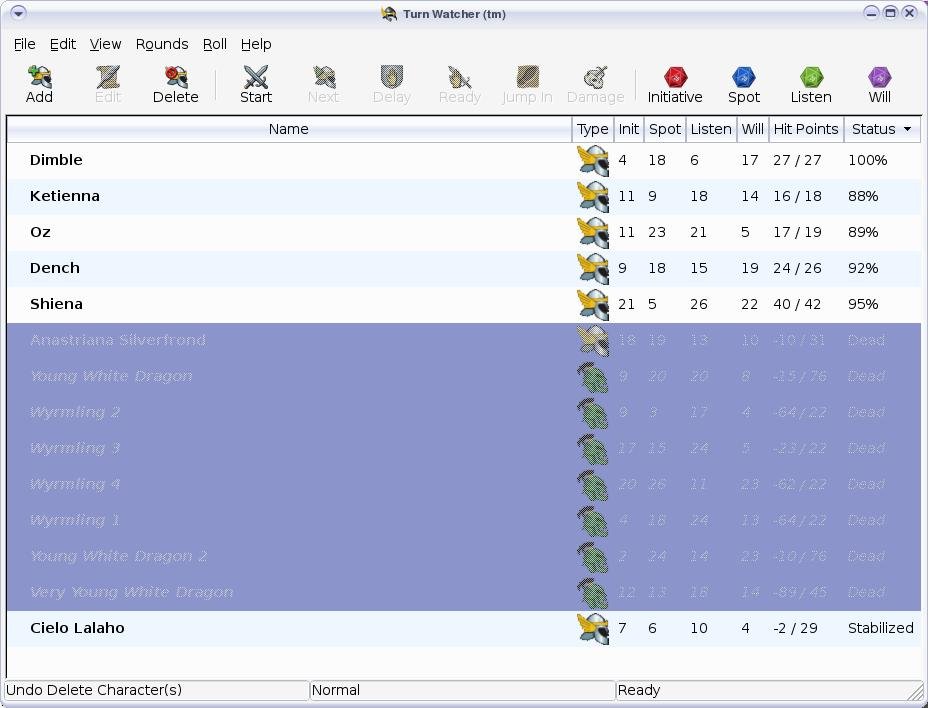 Turn Watcher (tm)
File Edit View Rounds Roll Help
Add Edit Delete Start Next Delay Ready Jump In Damage Initiative Spot Listen Will
Name Type Init Spot Listen Will Hit Points Status
Dimble 4 18 6 17 27 / 27 100%
Ketienna 11 9 18 14 16 / 18 88%
Oz 11 23 21 5 17 / 19 89%
Dench 9 18 15 19 24 / 26 92%
Shiena 21 5 26 22 40 / 42 95%
Anastriana Silverfrond 18 19 13 10 -10 / 31 Dead
Young White Dragon 9 20 20 8 -15 / 76 Dead
Wyrmling 2 9 3 17 4 -64 / 22 Dead
Wyrmling 3 17 15 24 5 -23 / 22 Dead
Wyrmling 4 20 26 11 23 -62 / 22 Dead
Wyrmling 1 4 18 24 13 -64 / 22 Dead
Young White Dragon 2 2 24 14 23 -10 / 76 Dead
Very Young White Dragon 12 13 18 14 -89 / 45 Dead
Cielo Lalaho 7 6 10 4 -2 / 29 Stabilized
Undo Delete Character(s) Normal Ready